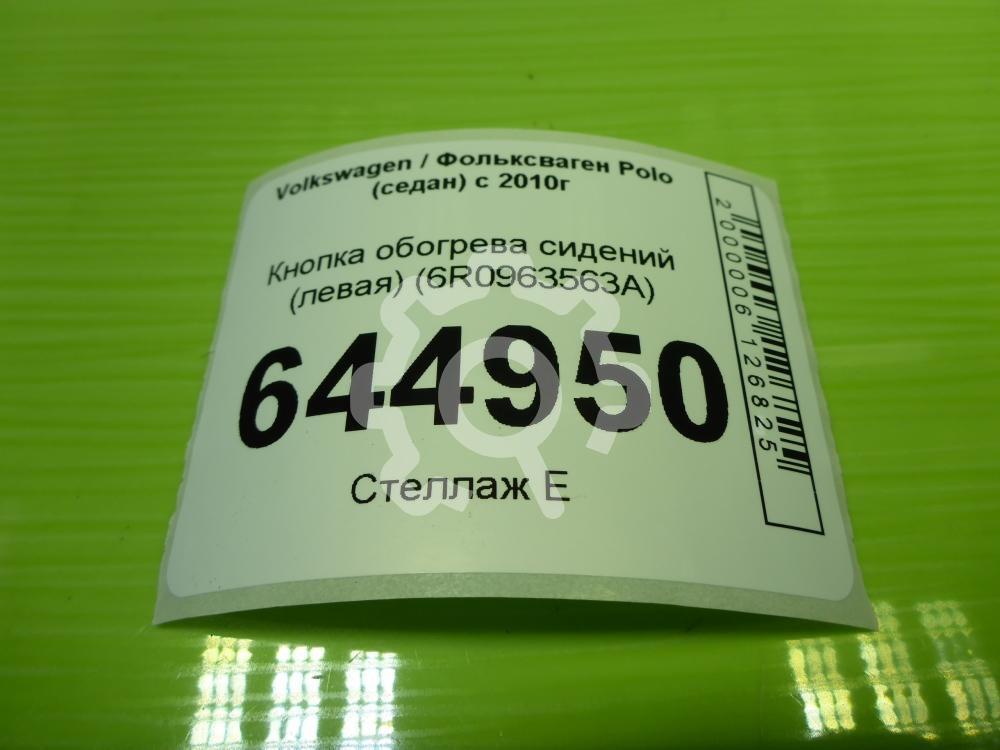 Volkswagen / Фольксваген Polo
(седан) с 2010г
Кнопка обогрева сидений
(левая) (6R0963563A)
644950
Стеллаж Е
2000006126825